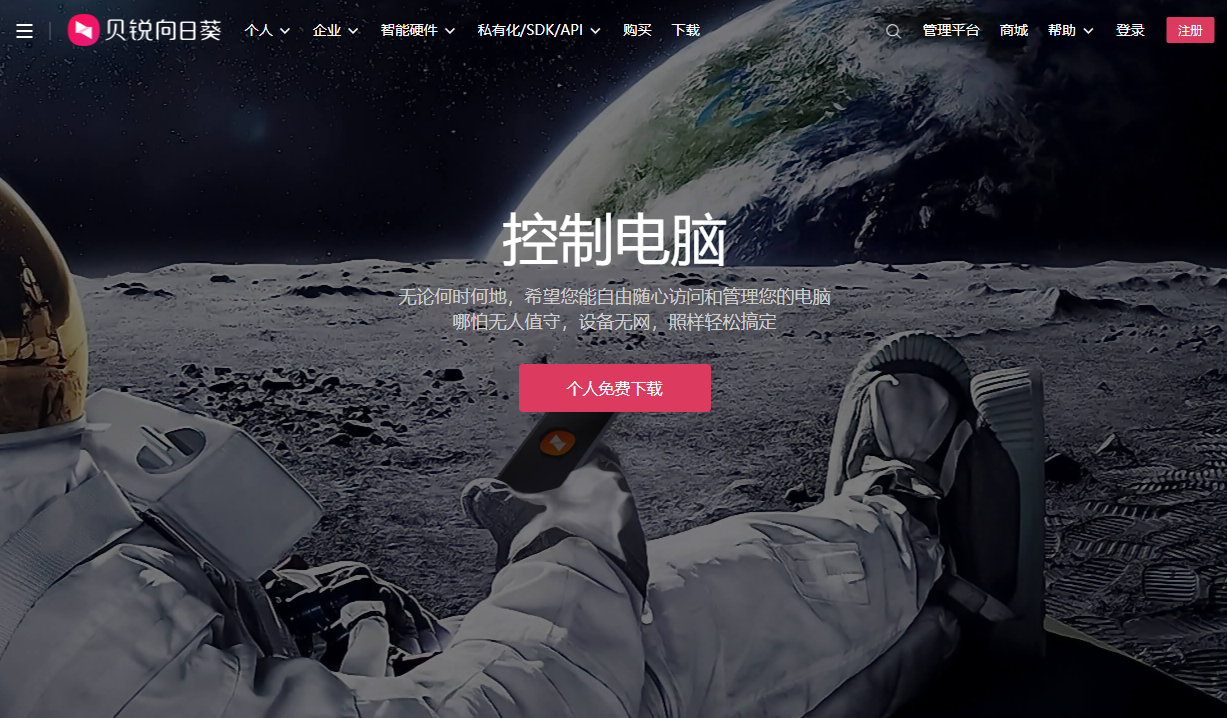 贝锐向日葵
个人
企业
智能硬件
私有化/SDK/API
购买
下载
管理平台
商城
帮助
登录
注册
控制电脑
无论何时何地，希望您能自由随心访问和管理您的电脑
哪怕无人值守，设备无网，照样轻松搞定
个人免费下载